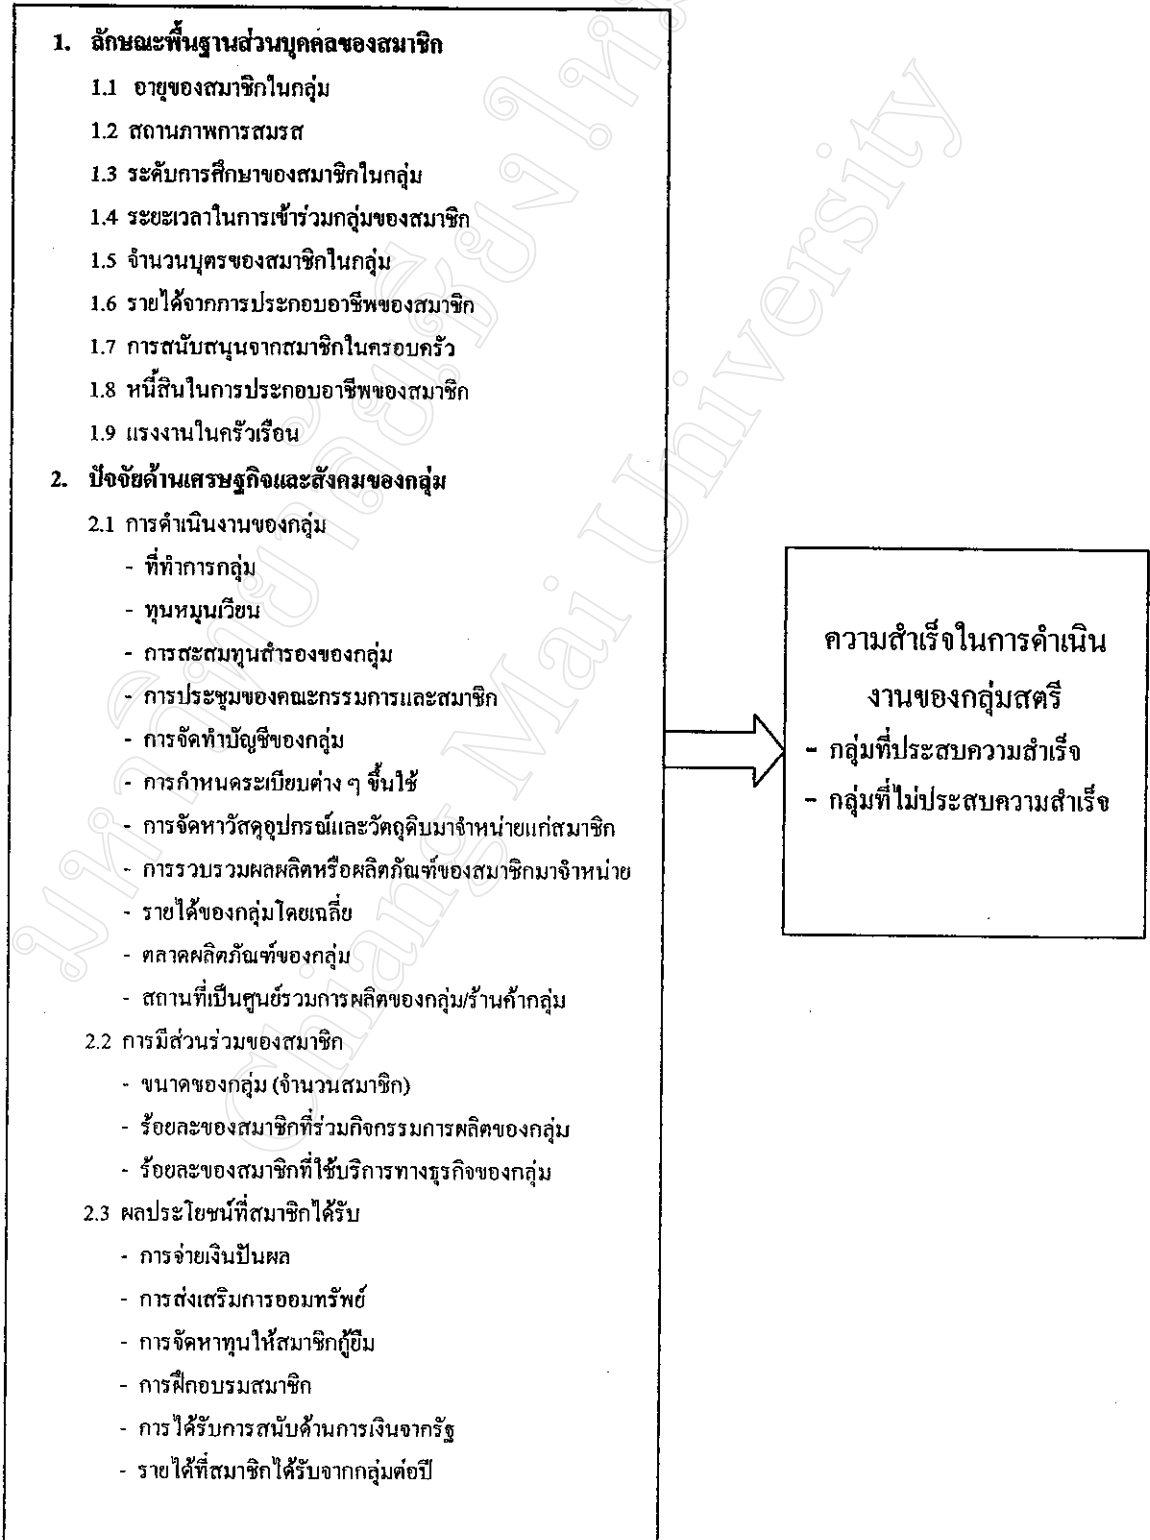 1. ลักษณะพื้นฐานส่วนบุคคลของสมาชิก
1.1 อายุของสมาชิกในกลุ่ม
1.2 สถานภาพการสมรส
1.3 ระดับการศึกษาของสมาชิกในกลุ่ม
1.4 ระยะเวลาในการเข้าร่วมกลุ่มของสมาชิก
1.5 จำนวนบุตรของสมาชิกในกลุ่ม
1.6 รายได้จากการประกอบอาชีพของสมาชิก
1.7 การสนับสนุนจากสมาชิกในครอบครัว
1.8 หนี้สินในการประกอบอาชีพของสมาชิก
1.9 แรงงานในครัวเรือน
2. ปัจจัยด้านเศรษฐกิจและสังคมของกลุ่ม
2.1 การดำเนินงานของกลุ่ม
- ที่ทำการกลุ่ม
- ทุนหมุนเวียน
- การสะสมทุนสำรองของกลุ่ม
- การประชุมของคณะกรรมการและสมาชิก
- การจัดทำบัญชีของกลุ่ม
- การกำหนดระเบียบต่าง ๆ ขึ้นใช้
- การจัดหาวัสดุอุปกรณ์และวัตถุดิบมาจำหน่ายแก่สมาชิก
- การรวบรวมผลผลิตหรือผลิตภัณฑ์ของสมาชิกมาจำหน่าย
- รายได้ของกลุ่มโดยเฉลี่ย
- ตลาดผลิตภัณฑ์ของกลุ่ม
- สถานที่เป็นศูนย์รวมการผลิตของกลุ่ม/ร้านค้ากลุ่ม
2.2 การมีส่วนร่วมของสมาชิก
- ขนาดของกลุ่ม (จำนวนสมาชิก)
- ร้อยละของสมาชิกที่ร่วมกิจกรรมการผลิตของกลุ่ม
- ร้อยละของสมาชิกที่ใช้บริการทางธุรกิจของกลุ่ม
2.3 ผลประโยชน์ที่สมาชิกได้รับ
- การจ่ายเงินปันผล
- การส่งเสริมการออมทรัพย์
- การจัดหาทุนให้สมาชิกกู้ยืม
- การฝึกอบรมสมาชิก
- การได้รับการสนับด้านการเงินจากรัฐ
- รายได้ที่สมาชิกได้รับจากกลุ่มต่อปี
ความสำเร็จในการดำเนิน
งานของกลุ่มสตรี
- กลุ่มที่ประสบความสำเร็จ
- กลุ่มที่ไม่ประสบความสำเร็จ
มหาวิทยาลัยเชียงใหม่
Chiang Mai University